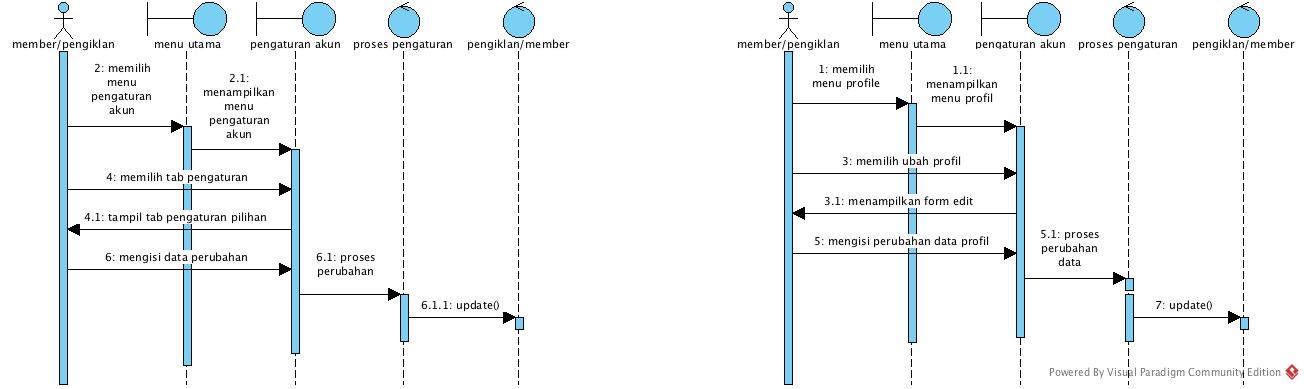 member/pengiklan
menu utama
pengaturan akun
proses pengaturan
pengiklan/member
2: memilih
menu
pengaturan
akun
2.1:
menampilkan
menu
pengaturan
akun
4: memilih tab pengaturan
4.1: tampil tab pengaturan pilihan
6: mengisi data perubahan
6.1: proses
perubahan
6.1.1: update()
member/pengiklan
menu utama
pengaturan akun
proses pengaturan
pengiklan/member
1: memilih
menu profile
1.1:
menampilkan
menu profil
3: memilih ubah profil
3.1: menampilkan form edit
5: mengisi perubahan data profil
5.1: proses
perubahan
data
7: update()
Powered By Visual Paradigm Community Edition